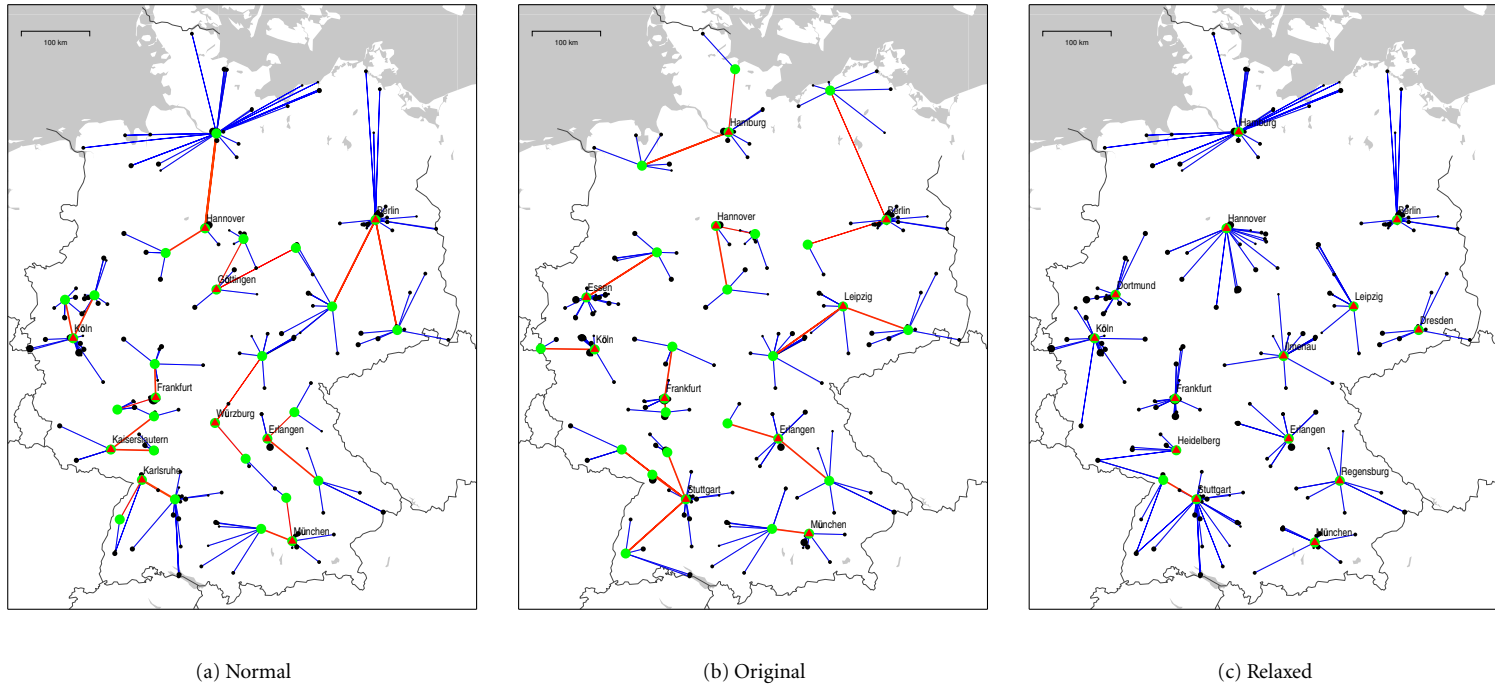 100 km
Hannover
Berlin
Göttingen
Köln
Frankfurt
Würzburg
Erlangen
Kaiserslautern
Karlsruhe
München
(a) Normal
100 km
Hamburg
Hannover
Berlin
Essen
Leipzig
Köln
Frankfurt
Erlangen
Stuttgart
München
(b) Original
100 km
Hamburg
Berlin
Hannover
Dortmund
Leipzig
Dresden
Köln
Ilmenau
Frankfurt
Erlangen
Heidelberg
Regensburg
Stuttgart
München
(c) Relaxed